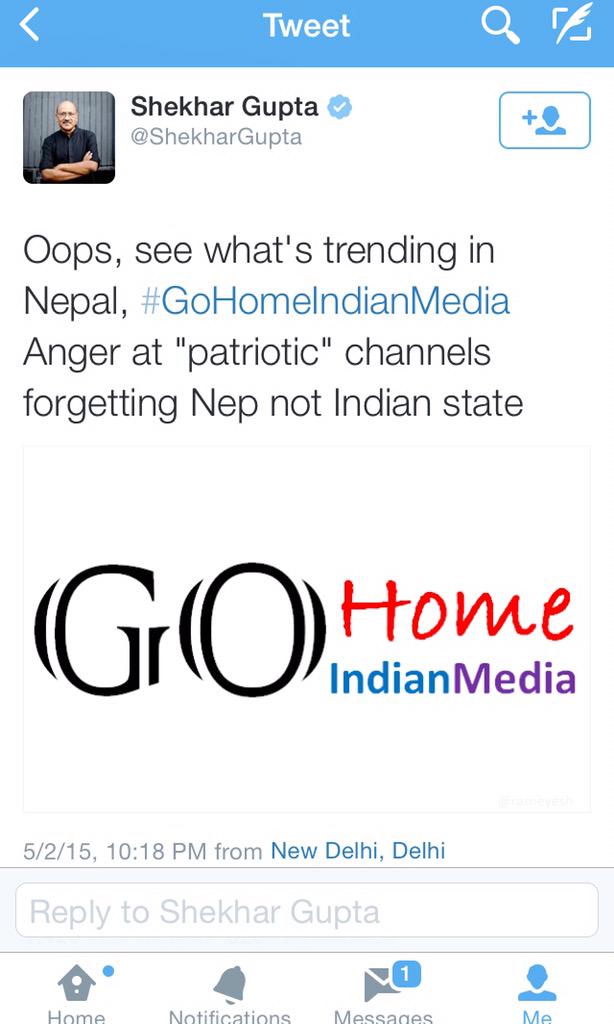 Tweet
Shekhar Gupta
@ShekharGupta
Oops, see what's trending in
Nepal, #GoHomeIndianMedia
Anger at "patriotic" channels
forgetting Nep not Indian state
GO Home
IndianMedia
@rameyesh
5/2/15, 10:18 PM from New Delhi, Delhi
Reply to Shekhar Gupta
1
Home Notifications Messages Me